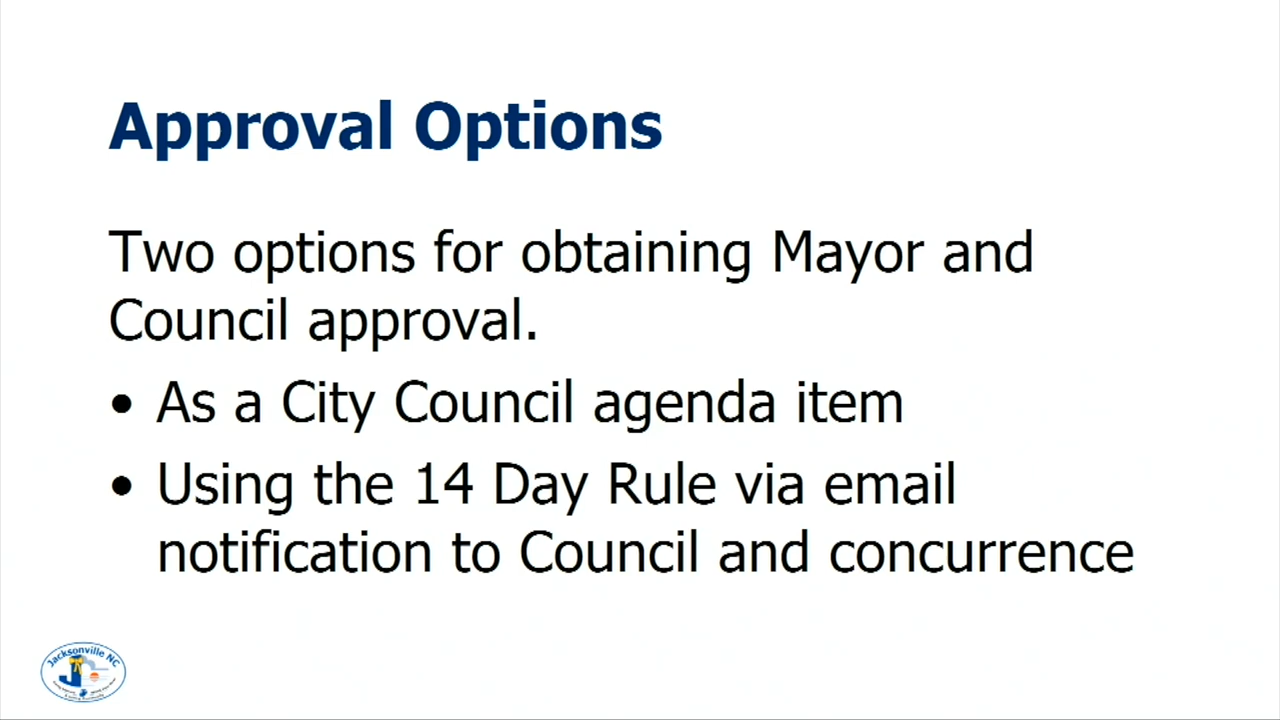 Approval Options
Two options for obtaining Mayor and
Council approval.
• As a City Council agenda item
• Using the 14 Day Rule via email
notification to Council and concurrence
Jacksonville NC